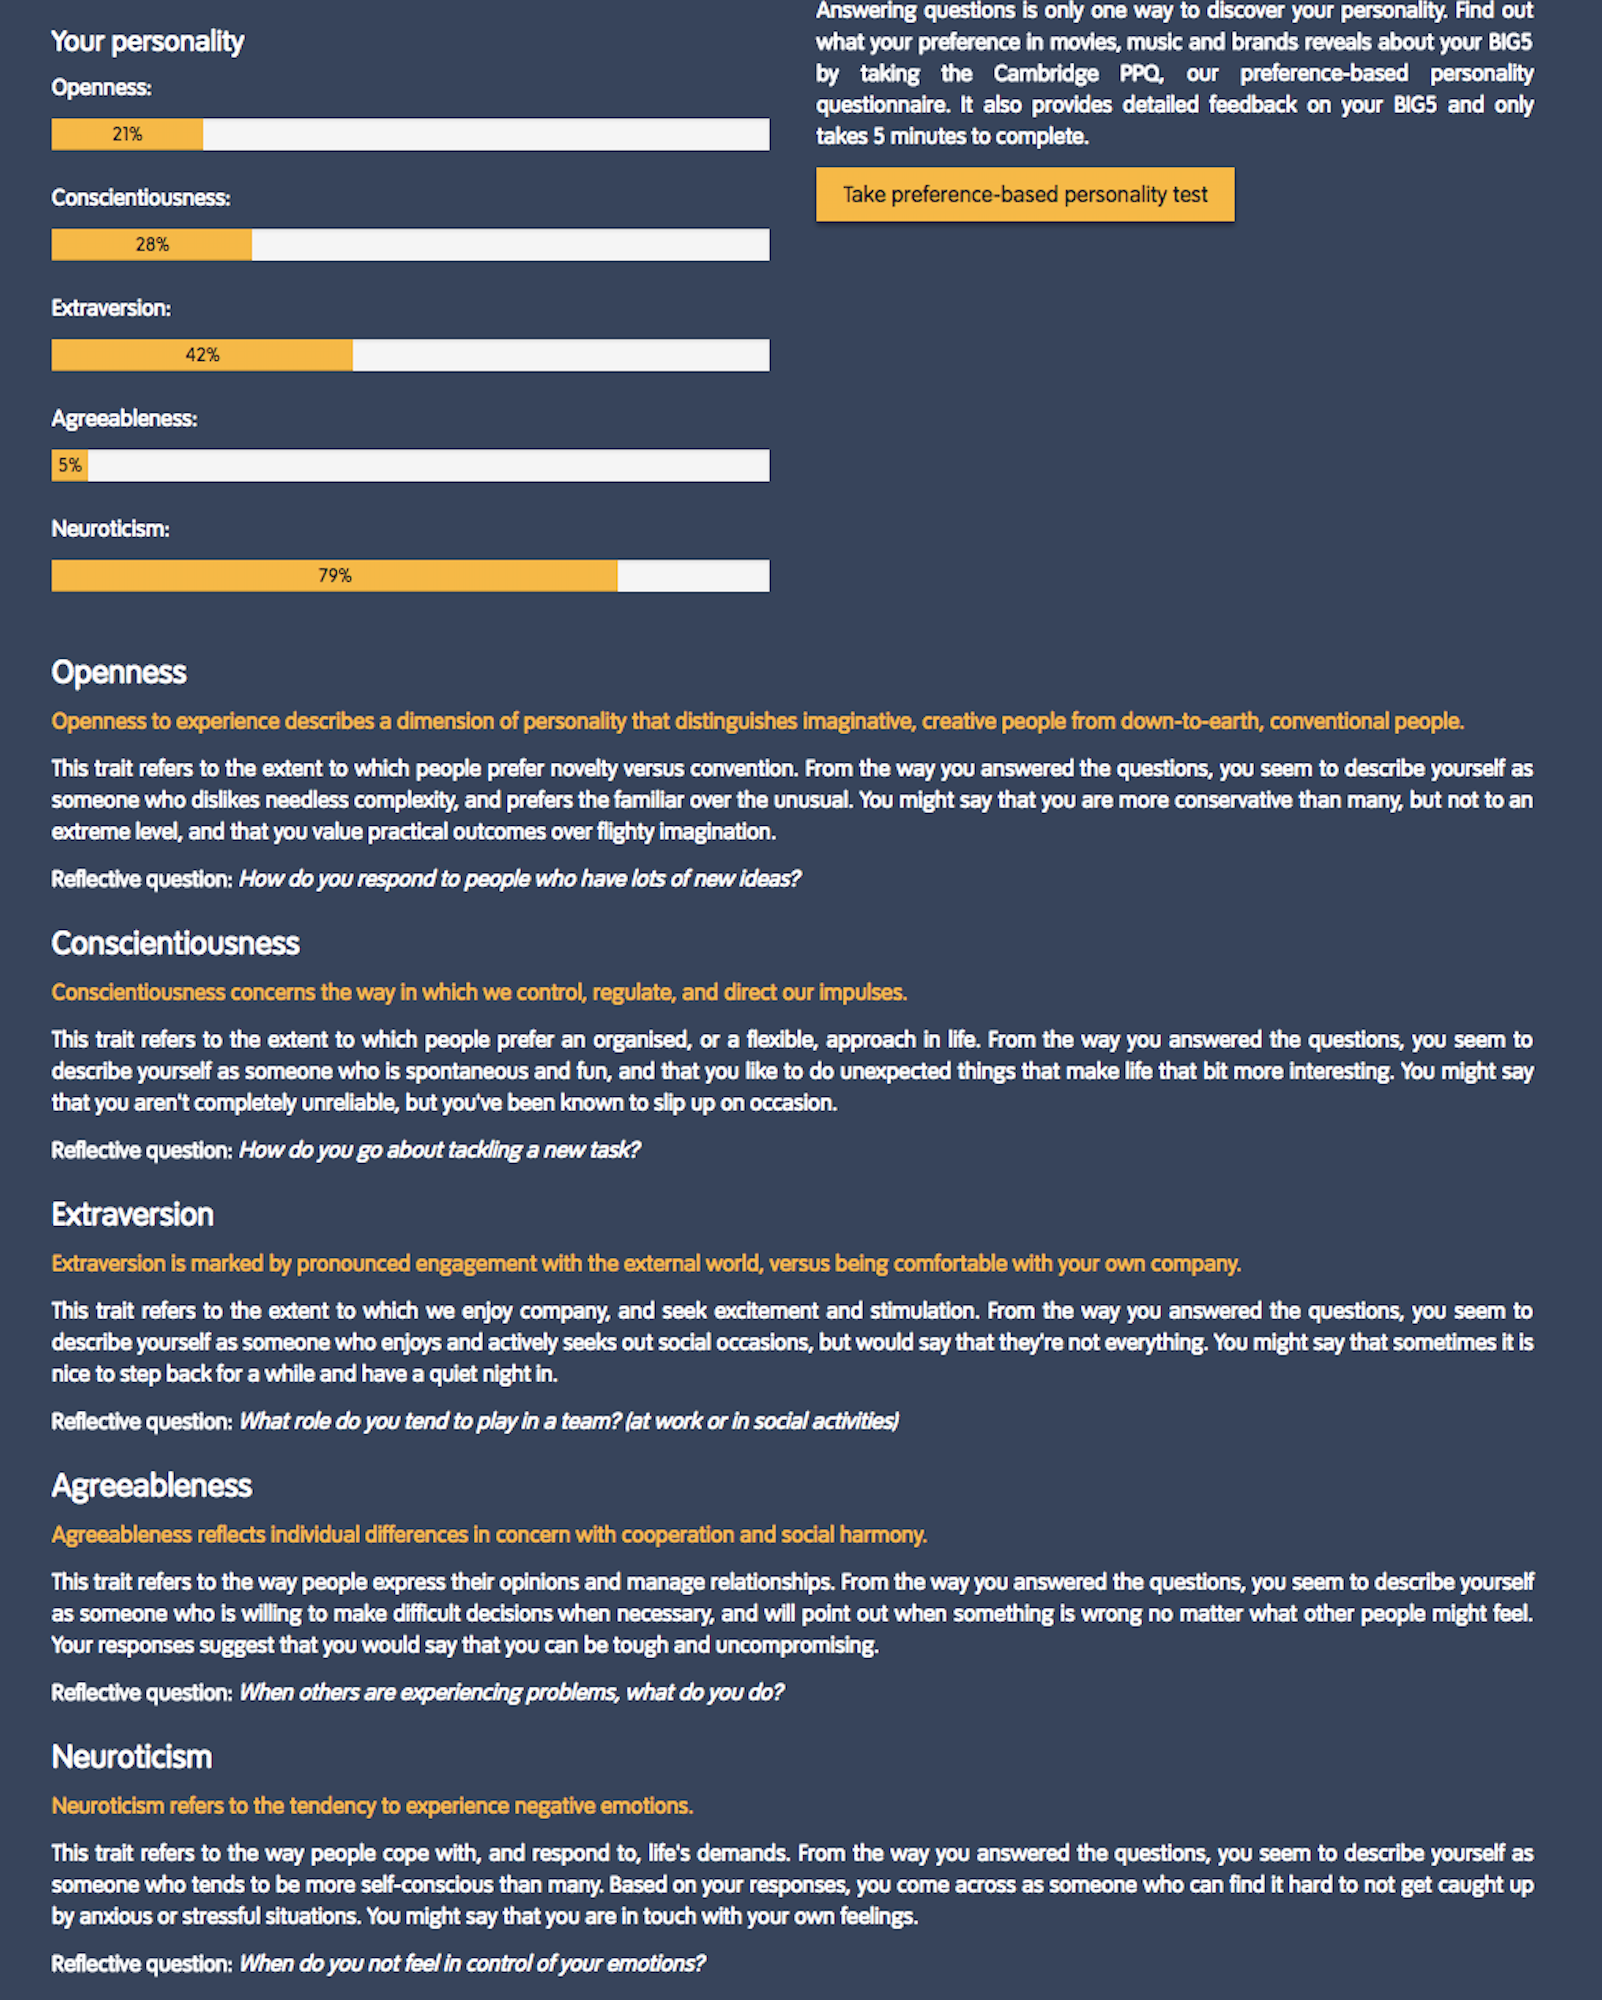 Your personality
Openness:
21%
Conscientiousness:
28%
Extraversion:
42%
Agreeableness:
5%
Neuroticism:
79%
Answering questions is only one way to discover your personality. Find out
what your preference in movies, music and brands reveals about your BIG5
by taking the Cambridge PPQ, our preference-based personality
questionnaire. It also provides detailed feedback on your BIG5 and only
takes 5 minutes to complete.
Take preference-based personality test
Openness
Openness to experience describes a dimension of personality that distinguishes imaginative, creative people from down-to-earth, conventional people.
This trait refers to the extent to which people prefer novelty versus convention. From the way you answered the questions, you seem to describe yourself as
someone who dislikes needless complexity, and prefers the familiar over the unusual. You might say that you are more conservative than many, but not to an
extreme level, and that you value practical outcomes over flighty imagination.
Reflective question: How do you respond to people who have lots of new ideas?
Conscientiousness
Conscientiousness concerns the way in which we control, regulate, and direct our impulses.
This trait refers to the extent to which people prefer an organised, or a flexible, approach in life. From the way you answered the questions, you seem to
describe yourself as someone who is spontaneous and fun, and that you like to do unexpected things that make life that bit more interesting. You might say
that you aren't completely unreliable, but you've been known to slip up on occasion.
Reflective question: How do you go about tackling a new task?
Extraversion
Extraversion is marked by pronounced engagement with the external world, versus being comfortable with your own company.
This trait refers to the extent to which we enjoy company, and seek excitement and stimulation. From the way you answered the questions, you seem to
describe yourself as someone who enjoys and actively seeks out social occasions, but would say that they're not everything. You might say that sometimes it is
nice to step back for a while and have a quiet night in.
Reflective question: What role do you tend to play in a team? (at work or in social activities)
Agreeableness
Agreeableness reflects individual differences in concern with cooperation and social harmony.
This trait refers to the way people express their opinions and manage relationships. From the way you answered the questions, you seem to describe yourself
as someone who is willing to make difficult decisions when necessary, and will point out when something is wrong no matter what other people might feel.
Your responses suggest that you would say that you can be tough and uncompromising.
Reflective question: When others are experiencing problems, what do you do?
Neuroticism
Neuroticism refers to the tendency to experience negative emotions.
This trait refers to the way people cope with, and respond to, life's demands. From the way you answered the questions, you seem to describe yourself as
someone who tends to be more self-conscious than many. Based on your responses, you come across as someone who can find it hard to not get caught up
by anxious or stressful situations. You might say that you are in touch with your own feelings.
Reflective question: When do you not feel in control of your emotions?